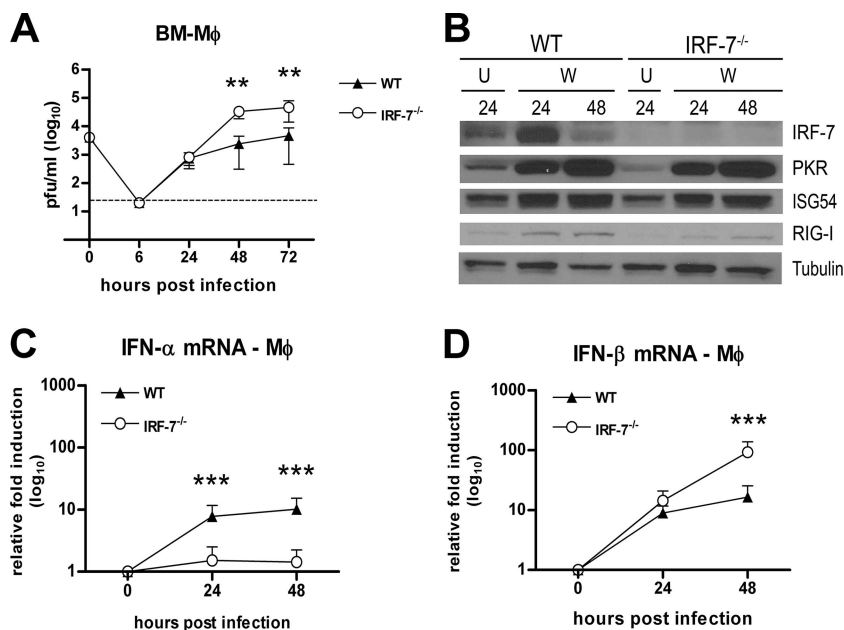 A
BM-Mϕ
pfu/ml (log10)
6
5
4
3
2
1
**
**
0
6
24
48
72
hours post infection
WT
IRF-7-/-
B
WT
IRF-7-/-
U
W
U
W
24
24
48
24
24
48
IRF-7
PKR
ISG54
RIG-I
Tubulin
C
IFN-α mRNA - Mϕ
relative fold induction
(log10)
1000
100
10
1
WT
IRF-7-/-
***
***
0
24
48
hours post infection
D
IFN-β mRNA - Mϕ
relative fold induction
(log10)
1000
100
10
1
WT
IRF-7-/-
***
0
24
48
hours post infection